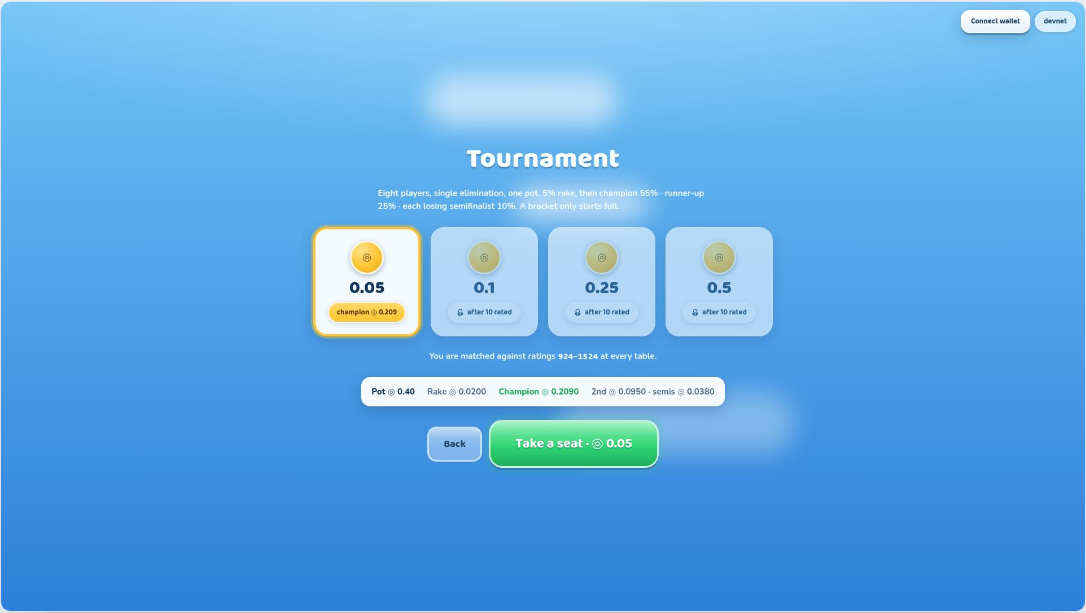 Connect wallet
devnet
Tournament
Eight players, single elimination, one pot. 5% rake, then champion 55% · runner-up
25% · each losing semifinalist 10%. A bracket only starts full.
◎ 0.05 champion ◎ 0.209
◎ 0.1 after 10 rated
◎ 0.25 after 10 rated
◎ 0.5 after 10 rated
You are matched against ratings 924–1524 at every table.
Pot ◎ 0.40 Rake ◎ 0.0200 Champion ◎ 0.2090 2nd ◎ 0.0950 · semis ◎ 0.0380
Back
Take a seat · ◎ 0.05